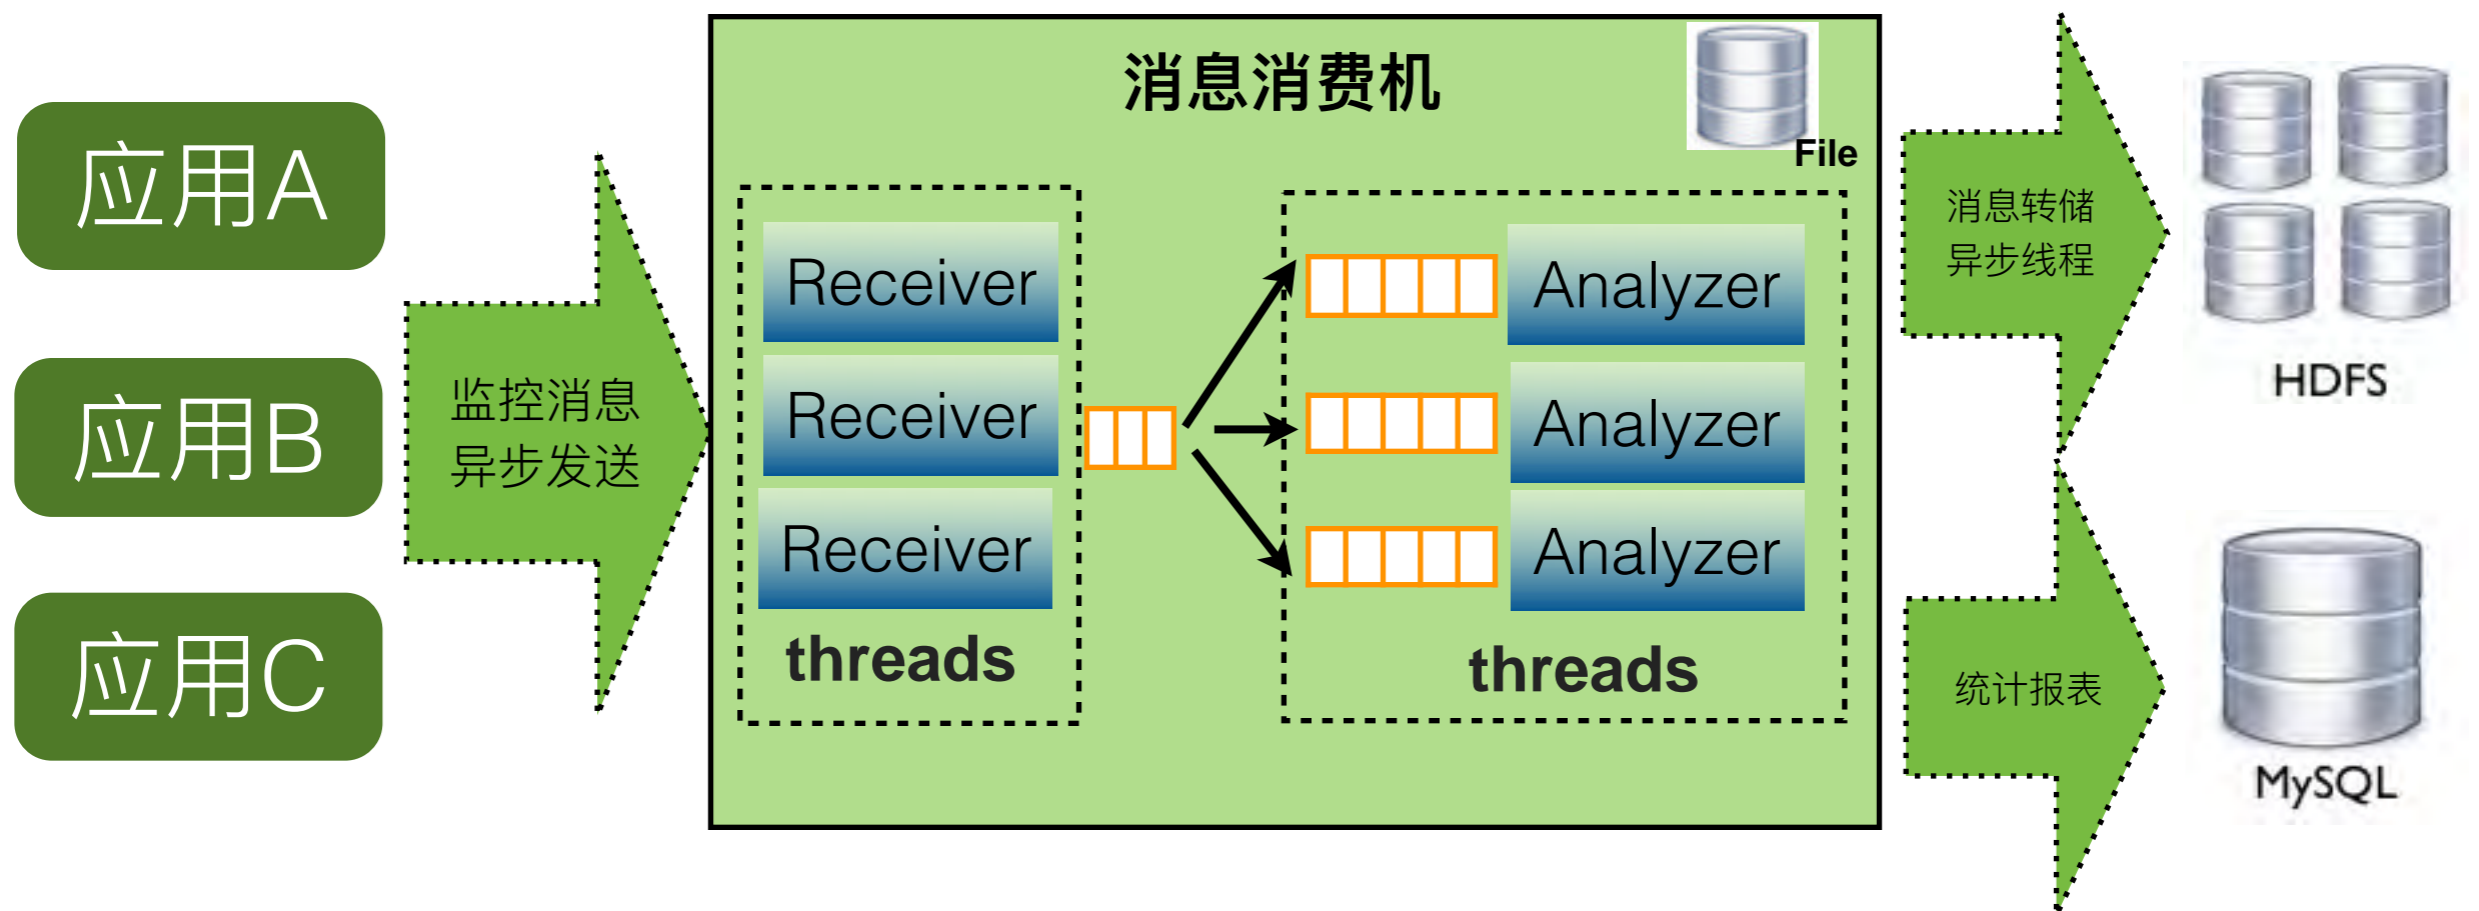 应用A
应用B
应用C
监控消息
异步发送
消息消费机
File
Receiver
Receiver
Receiver
threads
Analyzer
Analyzer
Analyzer
threads
消息转储
异步线程
HDFS
统计报表
MySQL